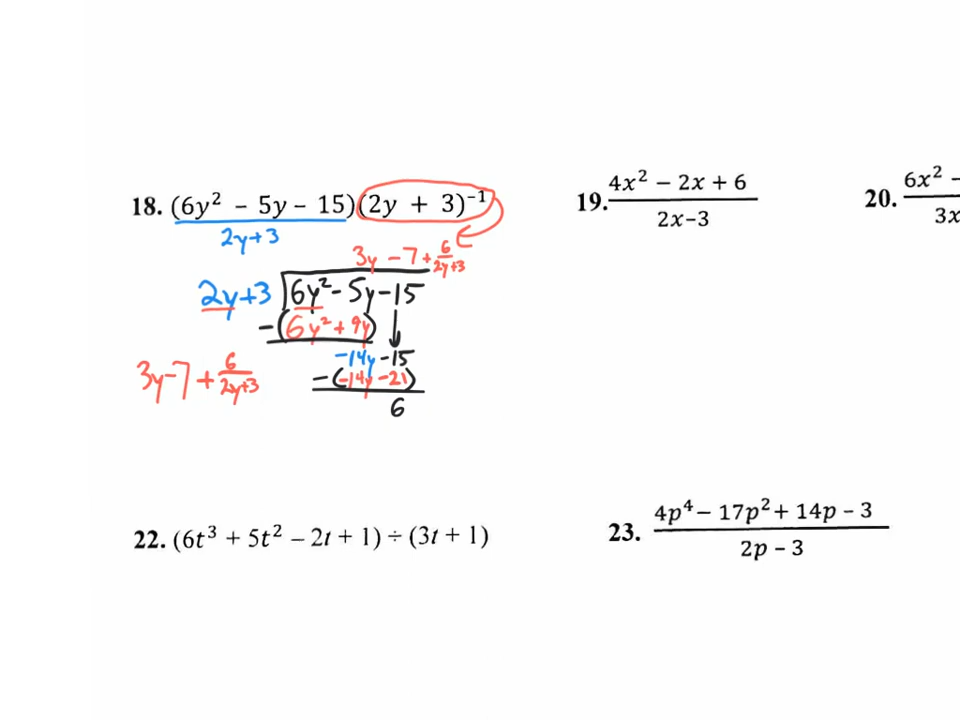 18. (6y² − 5y − 15)(2y + 3)⁻¹
2y+3
3y − 7 + 6/(2y+3)
2y+3 6y² − 5y − 15
−(6y² + 9y)
−14y −15
−(−14y −21)
6
3y − 7 + 6/(2y+3)
19. (4x² − 2x + 6)/(2x−3)
20. 6x² −
3x
22. (6t³ + 5t² − 2t + 1) ÷ (3t + 1)
23. (4p⁴ − 17p² + 14p − 3)/(2p − 3)